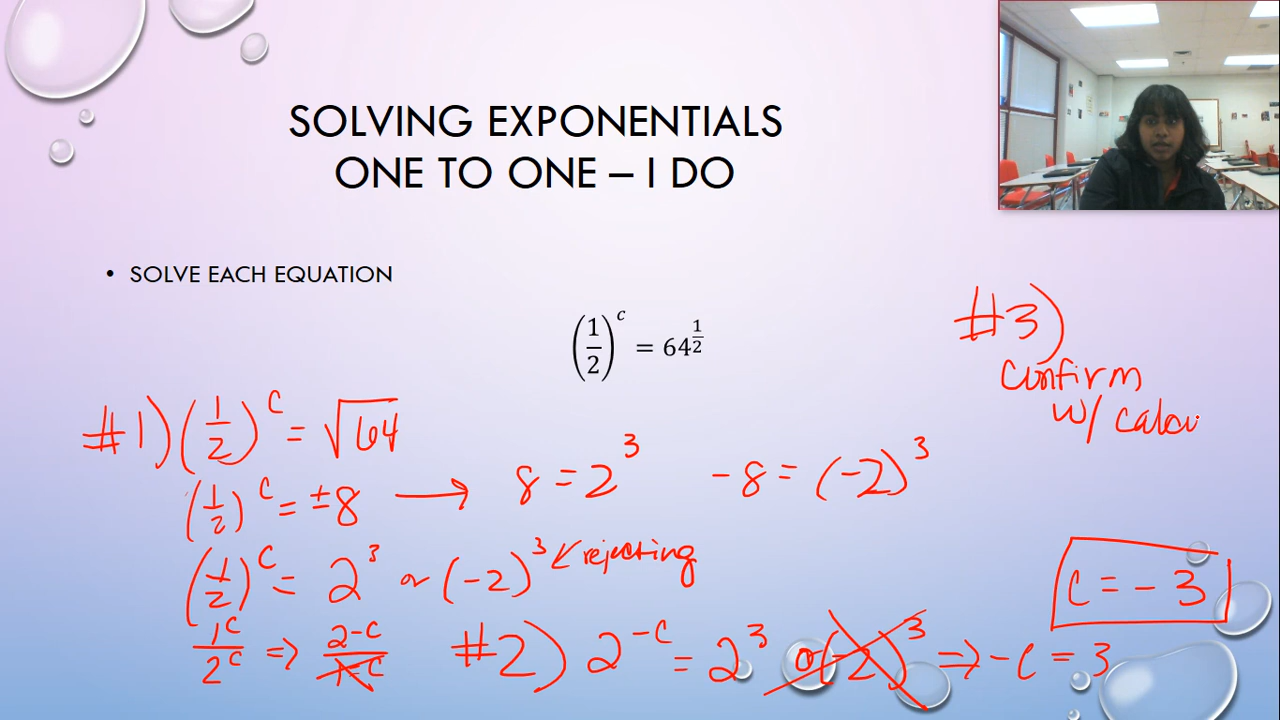 SOLVING EXPONENTIALS
ONE TO ONE – I DO
• SOLVE EACH EQUATION
(1/2)^c = 64^(1/2)
#3)
Confirm
w/ calcu
#1) (1/2)^c = √64
(1/2)^c = ±8 → 8 = 2^3 -8 = (-2)^3
(1/2)^c = 2^3 or (-2)^3 ↙ rejecting
c = -3
1^c/2^c ⇒ 2^-c/1^-c #2) 2^-c = 2^3 or (-2)^3 ⇒ -c = 3